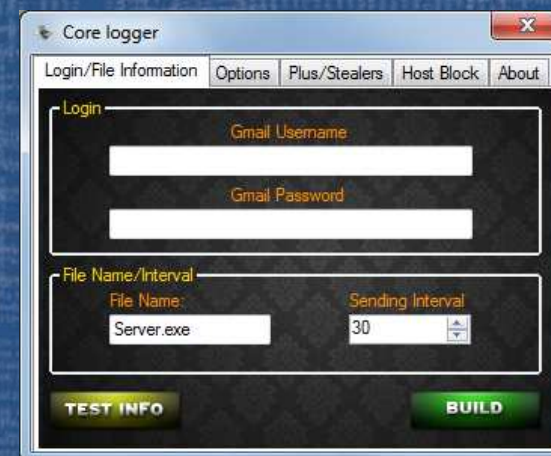 Core logger
Login/File Information Options Plus/Stealers Host Block About
Login
Gmail Username
Gmail Password
File Name/Interval
File Name: Sending Interval
Server.exe 30
TEST INFO BUILD